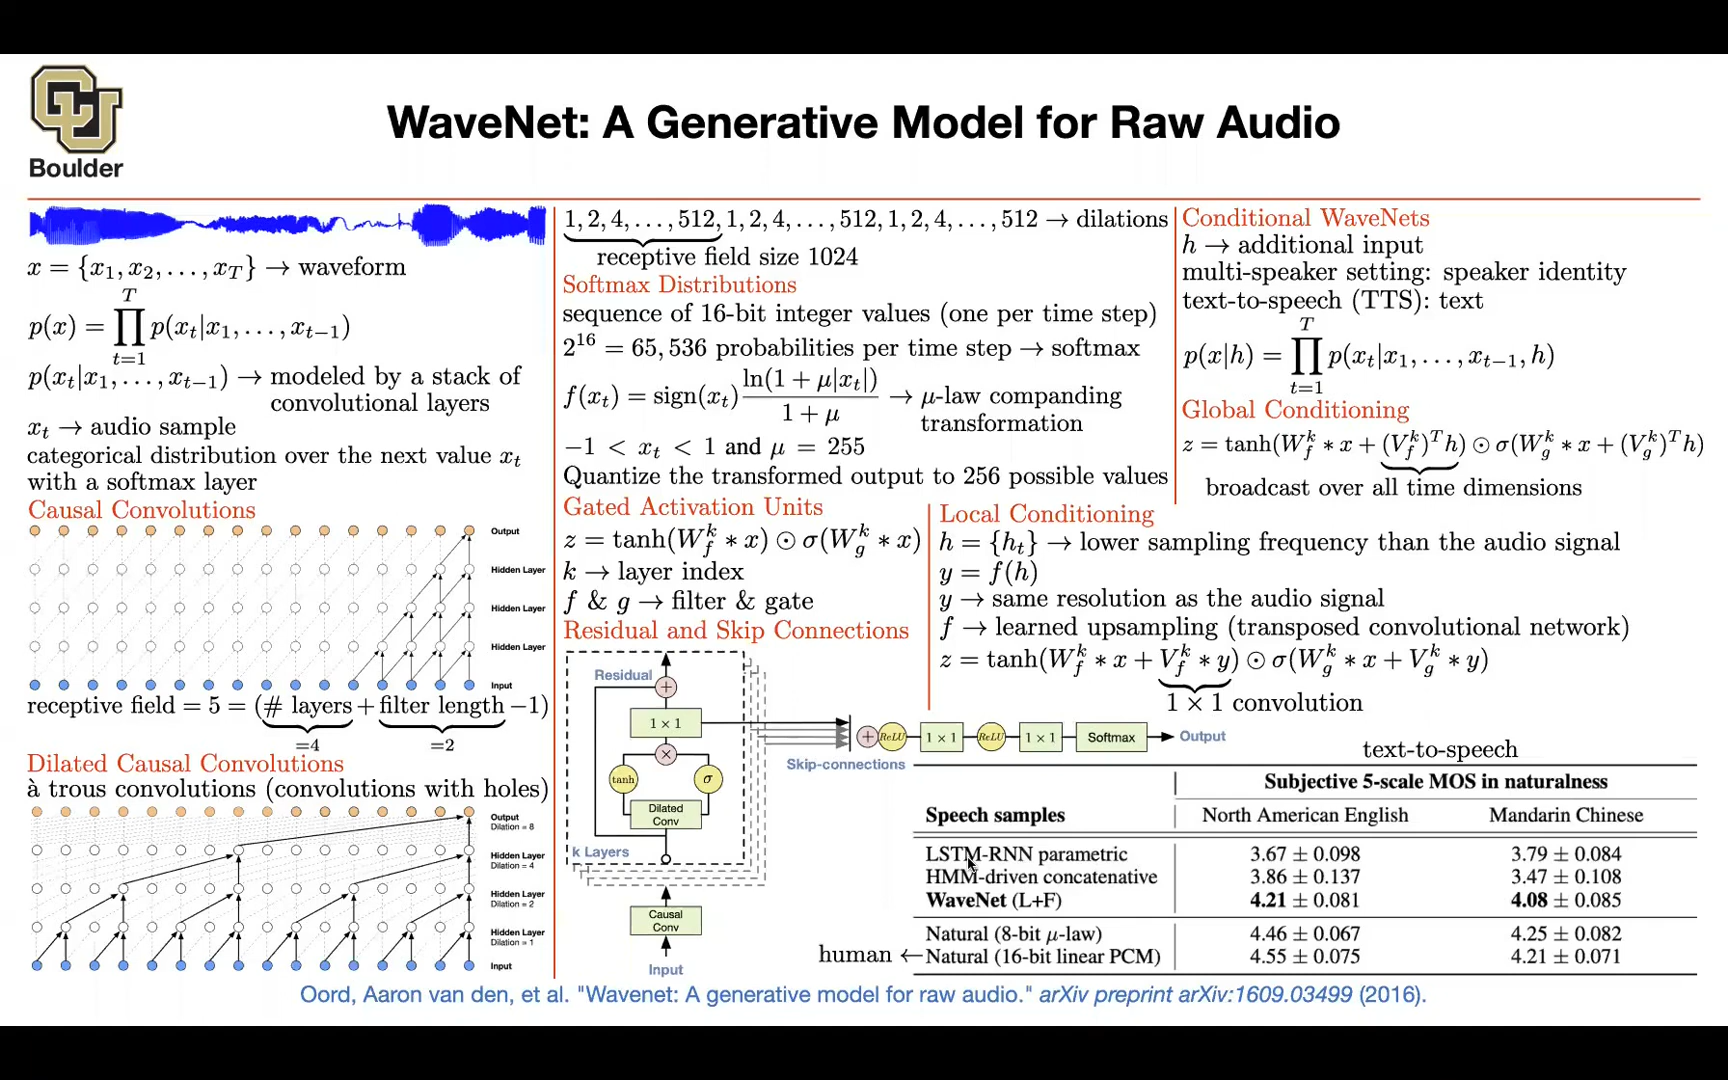 CU
Boulder
WaveNet: A Generative Model for Raw Audio
x = {x_1, x_2, . . . , x_T} → waveform
p(x) = ∏_{t=1}^{T} p(x_t|x_1, . . . , x_{t−1})
p(x_t|x_1, . . . , x_{t−1}) → modeled by a stack of
convolutional layers
x_t → audio sample
categorical distribution over the next value x_t
with a softmax layer
Causal Convolutions
Output
Hidden Layer
Hidden Layer
Hidden Layer
Input
receptive field = 5 = (# layers + filter length −1)
=4 =2
Dilated Causal Convolutions
à trous convolutions (convolutions with holes)
Output
Dilation = 8
Hidden Layer
Dilation = 4
Hidden Layer
Dilation = 2
Hidden Layer
Dilation = 1
Input
1, 2, 4, . . . , 512, 1, 2, 4, . . . , 512, 1, 2, 4, . . . , 512 → dilations
receptive field size 1024
Softmax Distributions
sequence of 16-bit integer values (one per time step)
2^{16} = 65, 536 probabilities per time step → softmax
f(x_t) = sign(x_t) ln(1 + μ|x_t|) / 1 + μ → μ-law companding
transformation
−1 < x_t < 1 and μ = 255
Quantize the transformed output to 256 possible values
Gated Activation Units
z = tanh(W_f^k ∗ x) ⊙ σ(W_g^k ∗ x)
k → layer index
f & g → filter & gate
Residual and Skip Connections
Residual
+
1 × 1
×
tanh σ
Dilated
Conv
k Layers
Causal
Conv
Input
Skip-connections
+ ReLU 1 × 1 ReLU 1 × 1 Softmax Output
Conditional WaveNets
h → additional input
multi-speaker setting: speaker identity
text-to-speech (TTS): text
p(x|h) = ∏_{t=1}^{T} p(x_t|x_1, . . . , x_{t−1}, h)
Global Conditioning
z = tanh(W_f^k ∗ x + (V_f^k)^T h) ⊙ σ(W_g^k ∗ x + (V_g^k)^T h)
broadcast over all time dimensions
Local Conditioning
h = {h_t} → lower sampling frequency than the audio signal
y = f(h)
y → same resolution as the audio signal
f → learned upsampling (transposed convolutional network)
z = tanh(W_f^k ∗ x + V_f^k ∗ y) ⊙ σ(W_g^k ∗ x + V_g^k ∗ y)
1 × 1 convolution
text-to-speech
Subjective 5-scale MOS in naturalness
Speech samples North American English Mandarin Chinese
LSTM-RNN parametric 3.67 ± 0.098 3.79 ± 0.084
HMM-driven concatenative 3.86 ± 0.137 3.47 ± 0.108
WaveNet (L+F) 4.21 ± 0.081 4.08 ± 0.085
Natural (8-bit μ-law) 4.46 ± 0.067 4.25 ± 0.082
human ← Natural (16-bit linear PCM) 4.55 ± 0.075 4.21 ± 0.071
Oord, Aaron van den, et al. "Wavenet: A generative model for raw audio." arXiv preprint arXiv:1609.03499 (2016).